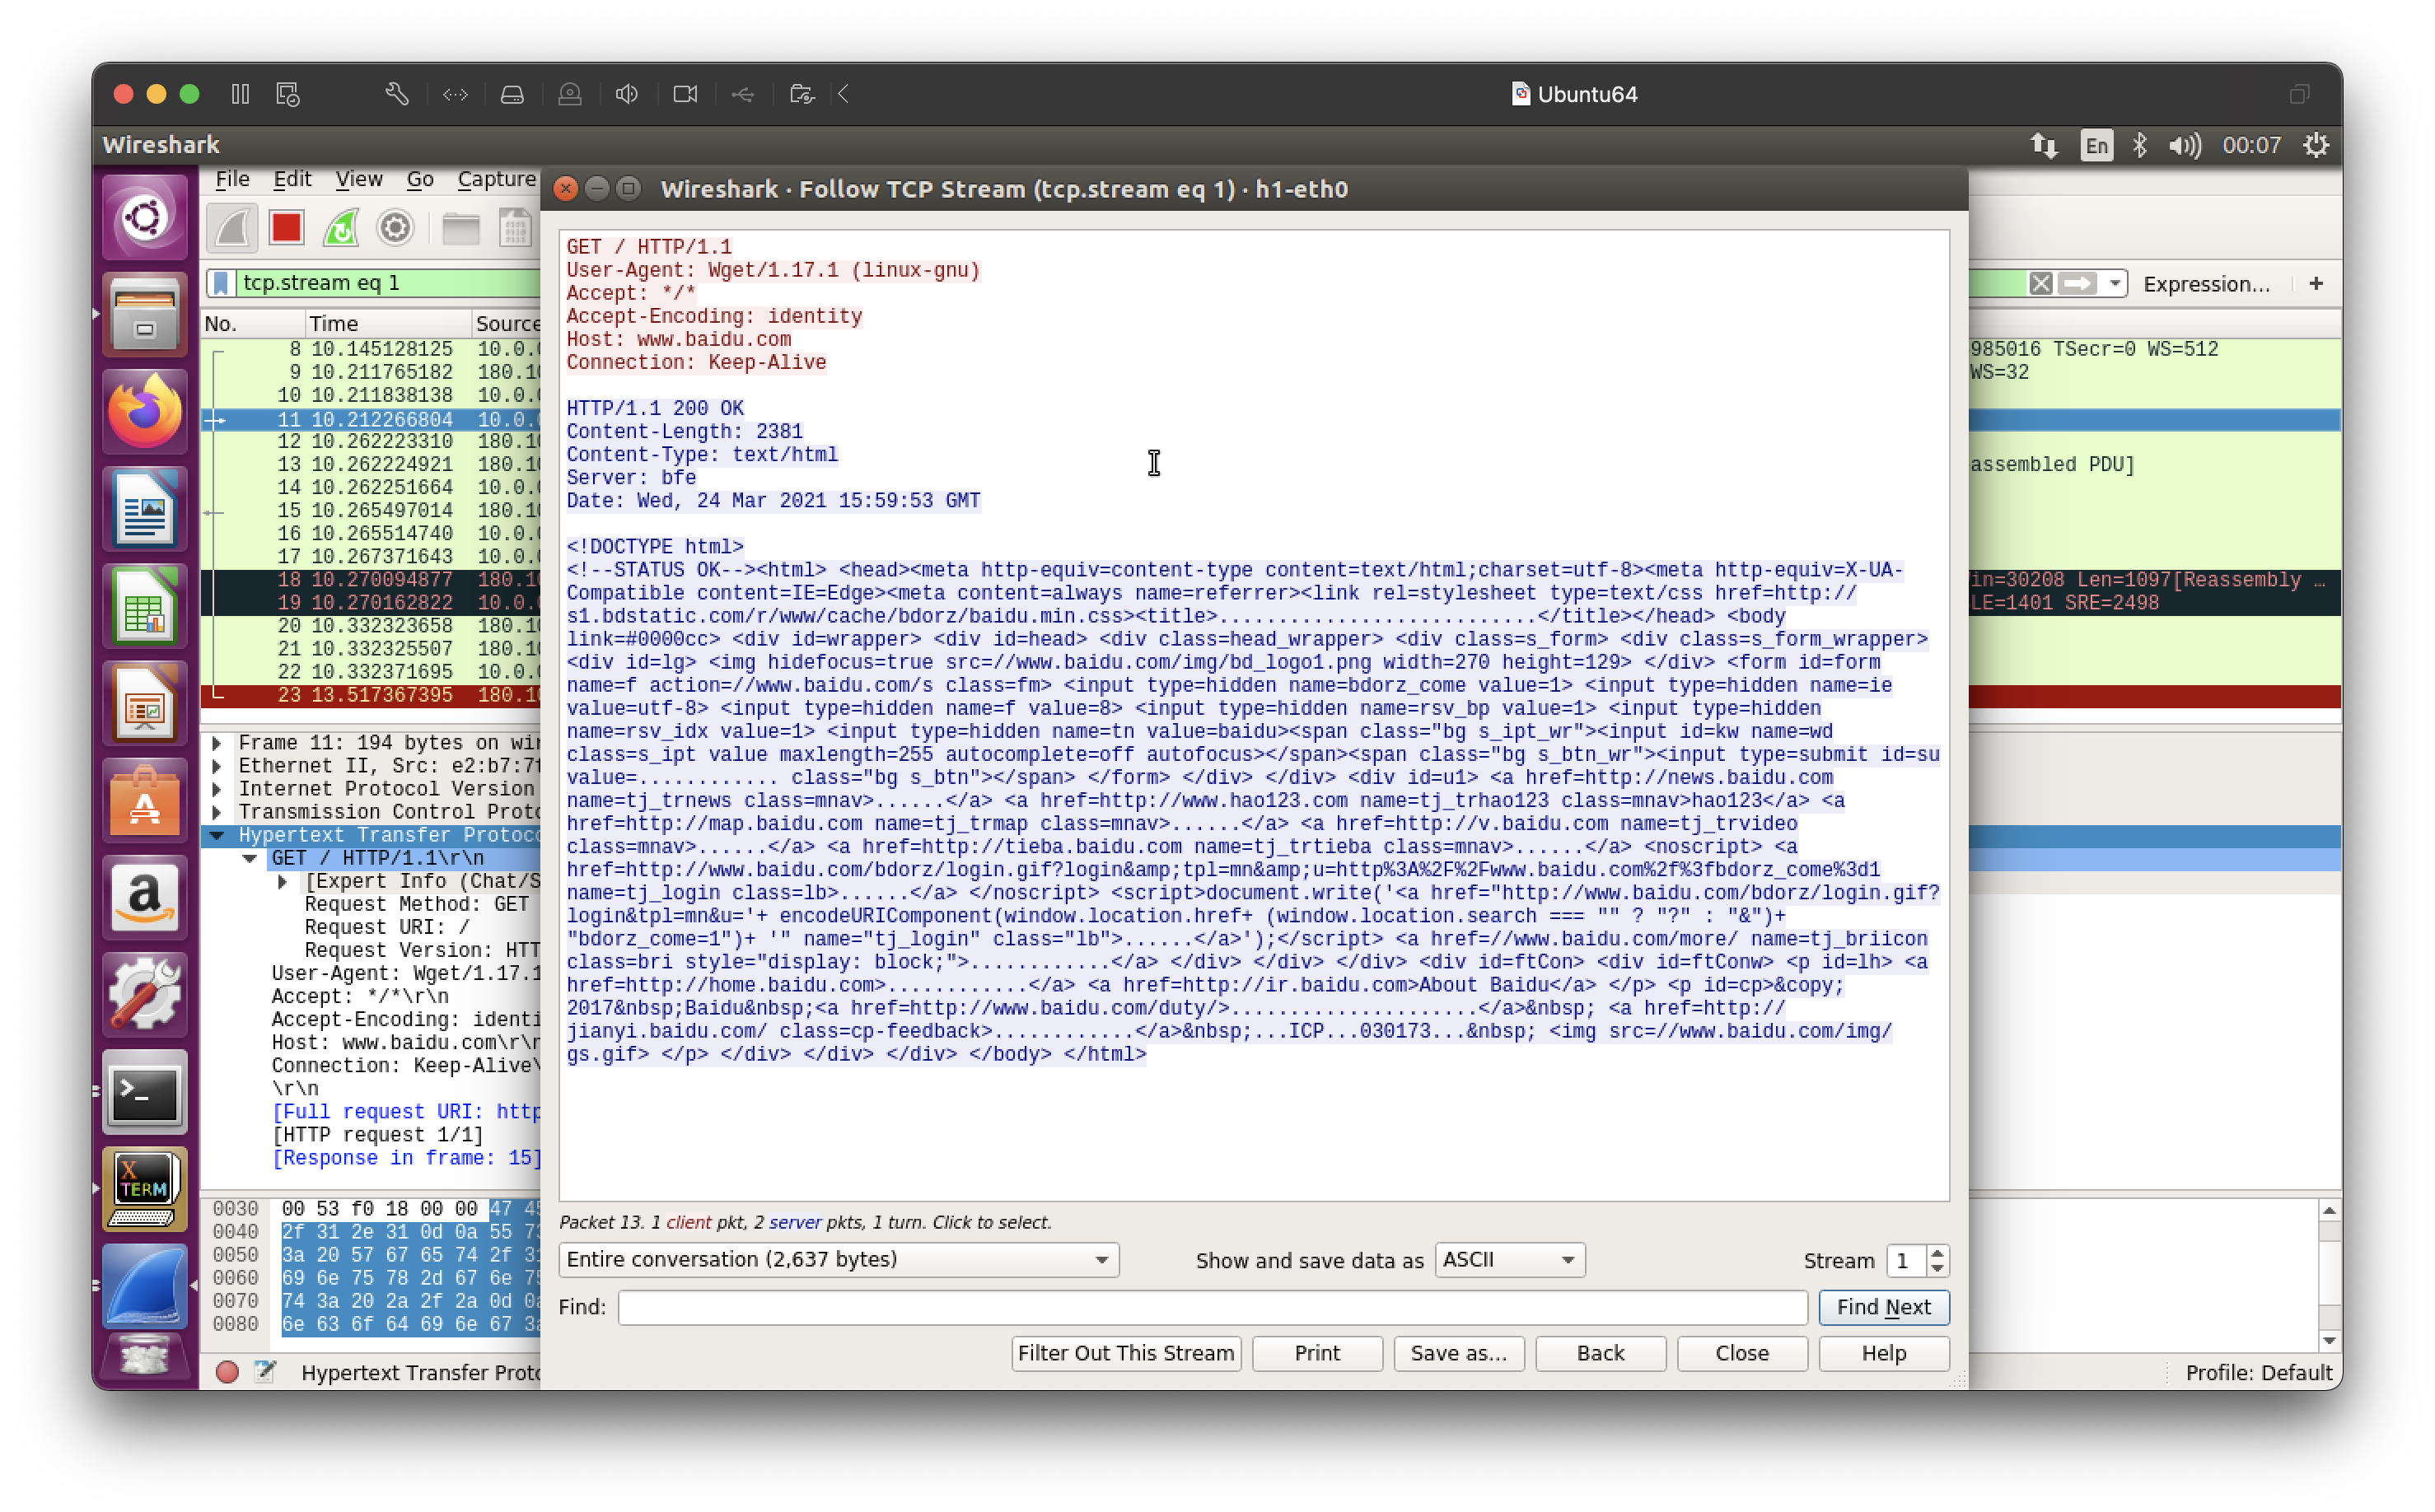 Ubuntu64
Wireshark
En
00:07
File Edit View Go Capture
Wireshark · Follow TCP Stream (tcp.stream eq 1) · h1-eth0
tcp.stream eq 1
Expression...
+
No. Time Source
8 10.145128125 10.0.
985016 TSecr=0 WS=512
9 10.211765182 180.1
WS=32
10 10.211838138 10.0.
11 10.212266804 10.0.
12 10.262223310 180.1
13 10.262224921 180.1
assembled PDU]
14 10.262251664 10.0.
15 10.265497014 180.1
16 10.265514740 10.0.
17 10.267371643 10.0.
18 10.270094877 180.1
in=30208 Len=1097[Reassembly …
19 10.270162822 10.0.
LE=1401 SRE=2498
20 10.332323658 180.1
21 10.332325507 180.1
22 10.332371695 10.0.
23 13.517367395 180.1
Frame 11: 194 bytes on wir
Ethernet II, Src: e2:b7:7f
Internet Protocol Version
Transmission Control Proto
Hypertext Transfer Protoco
GET / HTTP/1.1\r\n
[Expert Info (Chat/S
Request Method: GET
Request URI: /
Request Version: HTT
User-Agent: Wget/1.17.1
Accept: */*\r\n
Accept-Encoding: identi
Host: www.baidu.com\r\n
Connection: Keep-Alive\
\r\n
[Full request URI: http
[HTTP request 1/1]
[Response in frame: 15]
0030 00 53 f0 18 00 00 47 45
0040 2f 31 2e 31 0d 0a 55 73
0050 3a 20 57 67 65 74 2f 31
0060 69 6e 75 78 2d 67 6e 75
0070 74 3a 20 2a 2f 2a 0d 0a
0080 6e 63 6f 64 69 6e 67 3a
Hypertext Transfer Proto
Profile: Default
GET / HTTP/1.1
User-Agent: Wget/1.17.1 (linux-gnu)
Accept: */*
Accept-Encoding: identity
Host: www.baidu.com
Connection: Keep-Alive
HTTP/1.1 200 OK
Content-Length: 2381
Content-Type: text/html
Server: bfe
Date: Wed, 24 Mar 2021 15:59:53 GMT
<!DOCTYPE html>
<!--STATUS OK--><html> <head><meta http-equiv=content-type content=text/html;charset=utf-8><meta http-equiv=X-UA-
Compatible content=IE=Edge><meta content=always name=referrer><link rel=stylesheet type=text/css href=http://
s1.bdstatic.com/r/www/cache/bdorz/baidu.min.css><title>...........................</title></head> <body
link=#0000cc> <div id=wrapper> <div id=head> <div class=head_wrapper> <div class=s_form> <div class=s_form_wrapper>
<div id=lg> <img hidefocus=true src=//www.baidu.com/img/bd_logo1.png width=270 height=129> </div> <form id=form
name=f action=//www.baidu.com/s class=fm> <input type=hidden name=bdorz_come value=1> <input type=hidden name=ie
value=utf-8> <input type=hidden name=f value=8> <input type=hidden name=rsv_bp value=1> <input type=hidden
name=rsv_idx value=1> <input type=hidden name=tn value=baidu><span class="bg s_ipt_wr"><input id=kw name=wd
class=s_ipt value maxlength=255 autocomplete=off autofocus></span><span class="bg s_btn_wr"><input type=submit id=su
value=............ class="bg s_btn"></span> </form> </div> </div> <div id=u1> <a href=http://news.baidu.com
name=tj_trnews class=mnav>......</a> <a href=http://www.hao123.com name=tj_trhao123 class=mnav>hao123</a> <a
href=http://map.baidu.com name=tj_trmap class=mnav>......</a> <a href=http://v.baidu.com name=tj_trvideo
class=mnav>......</a> <a href=http://tieba.baidu.com name=tj_trtieba class=mnav>......</a> <noscript> <a
href=http://www.baidu.com/bdorz/login.gif?login&amp;tpl=mn&amp;u=http%3A%2F%2Fwww.baidu.com%2f%3fbdorz_come%3d1
name=tj_login class=lb>......</a> </noscript> <script>document.write('<a href="http://www.baidu.com/bdorz/login.gif?
login&tpl=mn&u='+ encodeURIComponent(window.location.href+ (window.location.search === "" ? "?" : "&")+
"bdorz_come=1")+ '" name="tj_login" class="lb">......</a>');</script> <a href=//www.baidu.com/more/ name=tj_briicon
class=bri style="display: block;">............</a> </div> </div> </div> <div id=ftCon> <div id=ftConw> <p id=lh> <a
href=http://home.baidu.com>............</a> <a href=http://ir.baidu.com>About Baidu</a> </p> <p id=cp>&copy;
2017&nbsp;Baidu&nbsp;<a href=http://www.baidu.com/duty/>.....................</a>&nbsp; <a href=http://
jianyi.baidu.com/ class=cp-feedback>............</a>&nbsp;...ICP...030173...&nbsp; <img src=//www.baidu.com/img/
gs.gif> </p> </div> </div> </div> </body> </html>
Packet 13. 1 client pkt, 2 server pkts, 1 turn. Click to select.
Entire conversation (2,637 bytes)
Show and save data as ASCII
Stream 1
Find:
Find Next
Filter Out This Stream
Print
Save as...
Back
Close
Help
X
TERM